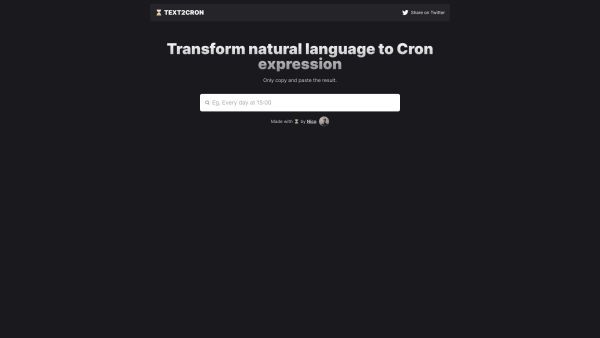 TEXT2CRON
Share on Twitter
Transform natural language to Cron
expression
Only copy and paste the result.
Eg. Every day at 15:00
Made with ⌛ by Nico